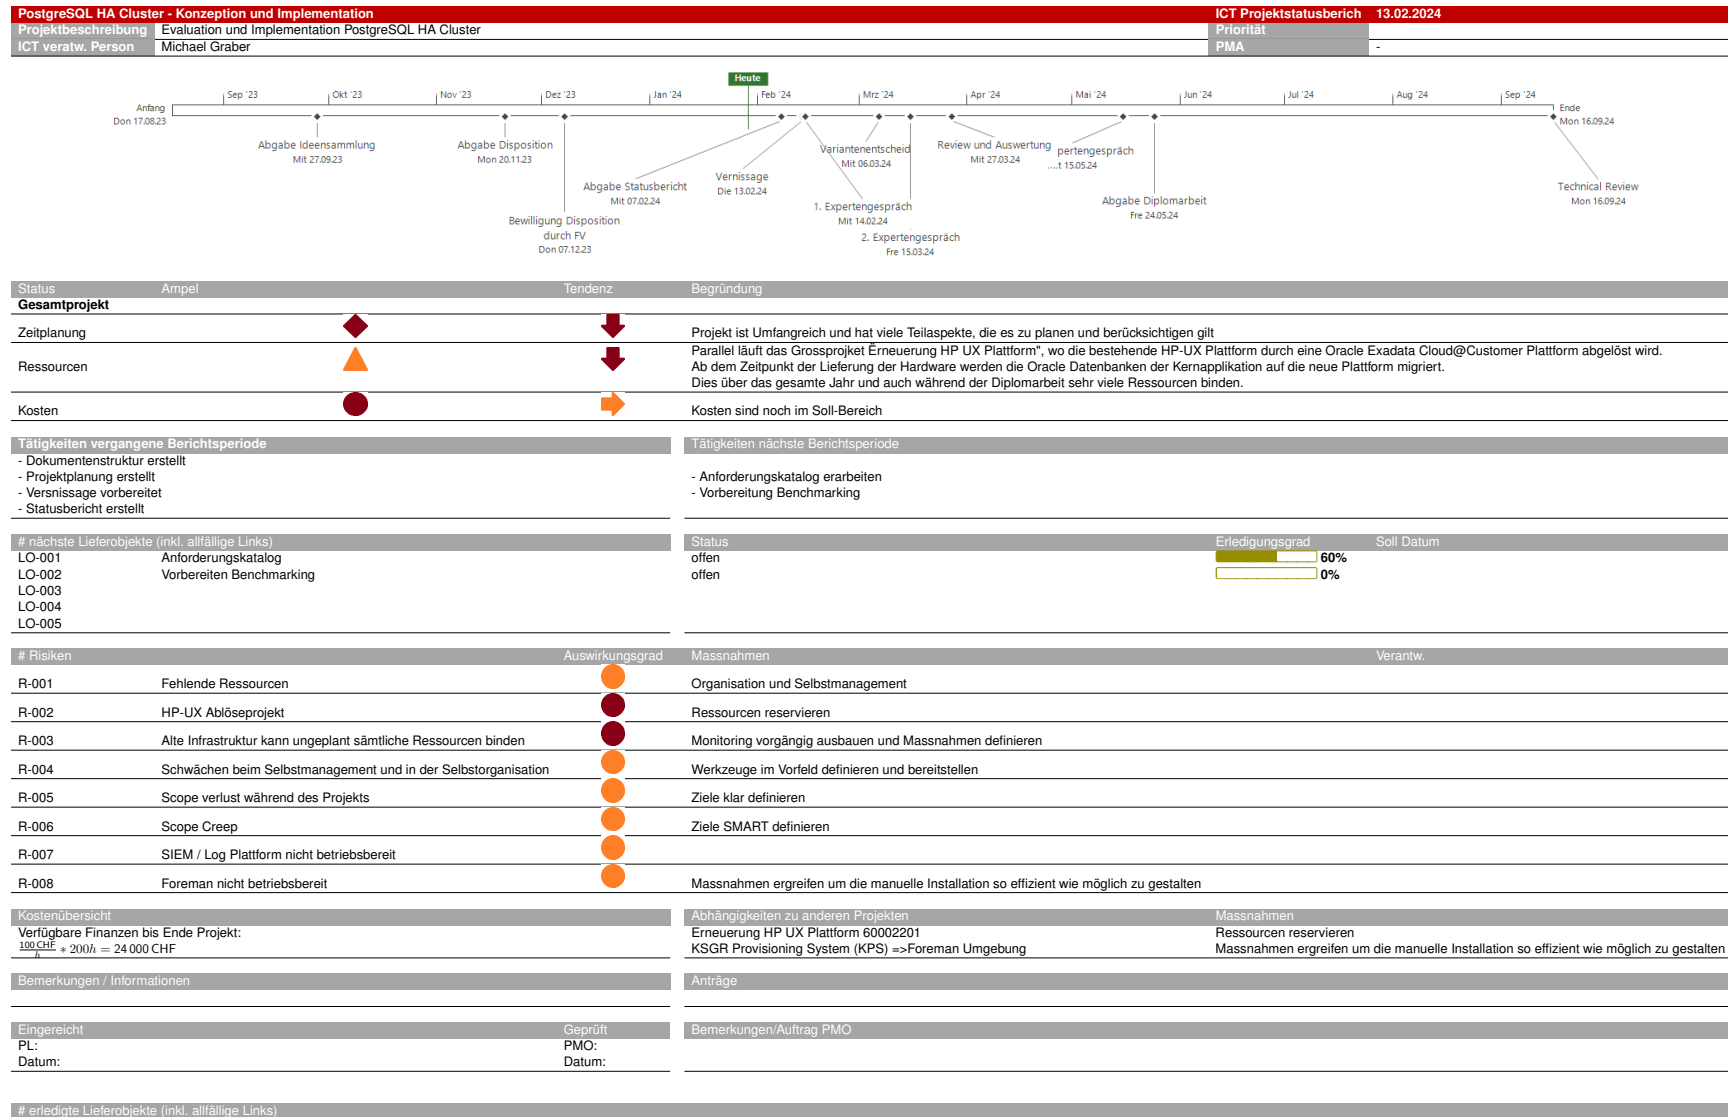 PostgreSQL HA Cluster - Konzeption und Implementation ICT Projektstatusberich 13.02.2024
Projektbeschreibung Evaluation und Implementation PostgreSQL HA Cluster Priorität
ICT veratw. Person Michael Graber PMA -
Heute
Sep '23 Okt '23 Nov '23 Dez '23 Jan '24 Feb '24 Mrz '24 Apr '24 Mai '24 Jun '24 Jul '24 Aug '24 Sep '24
Anfang
Don 17.08.23
Ende
Mon 16.09.24
Abgabe Ideensammlung
Mit 27.09.23
Abgabe Disposition
Mon 20.11.23
Variantenentscheid
Mit 06.03.24
Review und Auswertung
Mit 27.03.24
pertengespräch
....t 15.05.24
Abgabe Statusbericht
Mit 07.02.24
Vernissage
Die 13.02.24
Technical Review
Mon 16.09.24
1. Expertengespräch
Mit 14.02.24
Abgabe Diplomarbeit
Fre 24.05.24
Bewilligung Disposition
durch FV
Don 07.12.23
2. Expertengespräch
Fre 15.03.24
Status Ampel Tendenz Begründung
Gesamtprojekt
Zeitplanung Projekt ist Umfangreich und hat viele Teilaspekte, die es zu planen und berücksichtigen gilt
Parallel läuft das Grossprojket Ërneuerung HP UX Plattform", wo die bestehende HP-UX Plattform durch eine Oracle Exadata Cloud@Customer Plattform abgelöst wird.
Ressourcen Ab dem Zeitpunkt der Lieferung der Hardware werden die Oracle Datenbanken der Kernapplikation auf die neue Plattform migriert.
Dies über das gesamte Jahr und auch während der Diplomarbeit sehr viele Ressourcen binden.
Kosten Kosten sind noch im Soll-Bereich
Tätigkeiten vergangene Berichtsperiode Tätigkeiten nächste Berichtsperiode
- Dokumentenstruktur erstellt
- Projektplanung erstellt - Anforderungskatalog erarbeiten
- Versnissage vorbereitet - Vorbereitung Benchmarking
- Statusbericht erstellt
# nächste Lieferobjekte (inkl. allfällige Links) Status Erledigungsgrad Soll Datum
LO-001 Anforderungskatalog offen 60%
LO-002 Vorbereiten Benchmarking offen 0%
LO-003
LO-004
LO-005
# Risiken Auswirkungsgrad Massnahmen Verantw.
R-001 Fehlende Ressourcen Organisation und Selbstmanagement
R-002 HP-UX Ablöseprojekt Ressourcen reservieren
R-003 Alte Infrastruktur kann ungeplant sämtliche Ressourcen binden Monitoring vorgängig ausbauen und Massnahmen definieren
R-004 Schwächen beim Selbstmanagement und in der Selbstorganisation Werkzeuge im Vorfeld definieren und bereitstellen
R-005 Scope verlust während des Projekts Ziele klar definieren
R-006 Scope Creep Ziele SMART definieren
R-007 SIEM / Log Plattform nicht betriebsbereit
R-008 Foreman nicht betriebsbereit Massnahmen ergreifen um die manuelle Installation so effizient wie möglich zu gestalten
Kostenübersicht Abhängigkeiten zu anderen Projekten Massnahmen
Verfügbare Finanzen bis Ende Projekt: Erneuerung HP UX Plattform 60002201 Ressourcen reservieren
100 CHF/h * 200h = 24 000 CHF KSGR Provisioning System (KPS) =>Foreman Umgebung Massnahmen ergreifen um die manuelle Installation so effizient wie möglich zu gestalten
Bemerkungen / Informationen Anträge
Eingereicht Geprüft Bemerkungen/Auftrag PMO
PL: PMO:
Datum: Datum:
# erledigte Lieferobjekte (inkl. allfällige Links)